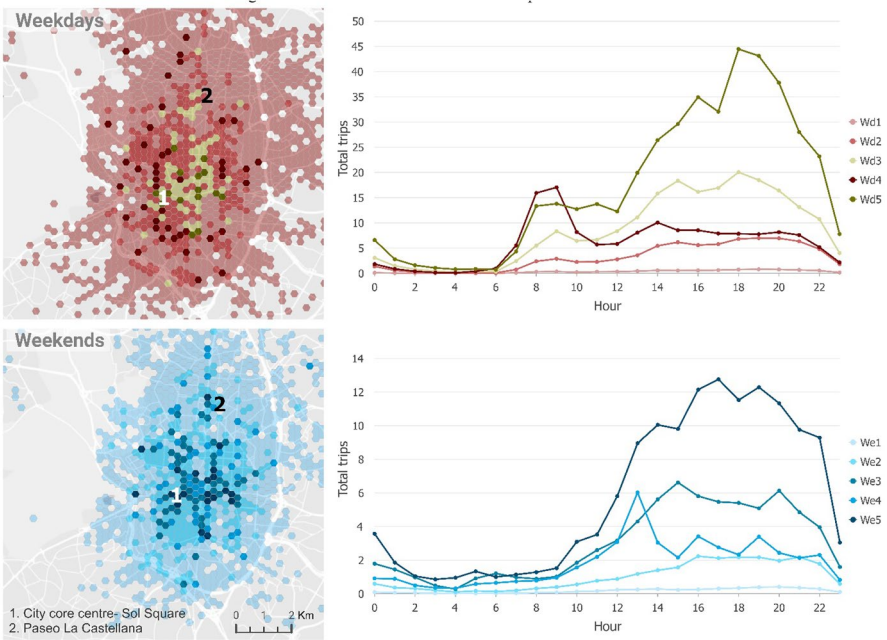 Weekdays
2
1
50
45
40
35
30
25
20
15
10
5
0
Total trips
0 2 4 6 8 10 12 14 16 18 20 22
Hour
Wd1
Wd2
Wd3
Wd4
Wd5
Weekends
2
1
1. City core centre- Sol Square
2. Paseo La Castellana
0 1 2 Km
14
12
10
8
6
4
2
0
Total trips
0 2 4 6 8 10 12 14 16 18 20 22
Hour
We1
We2
We3
We4
We5